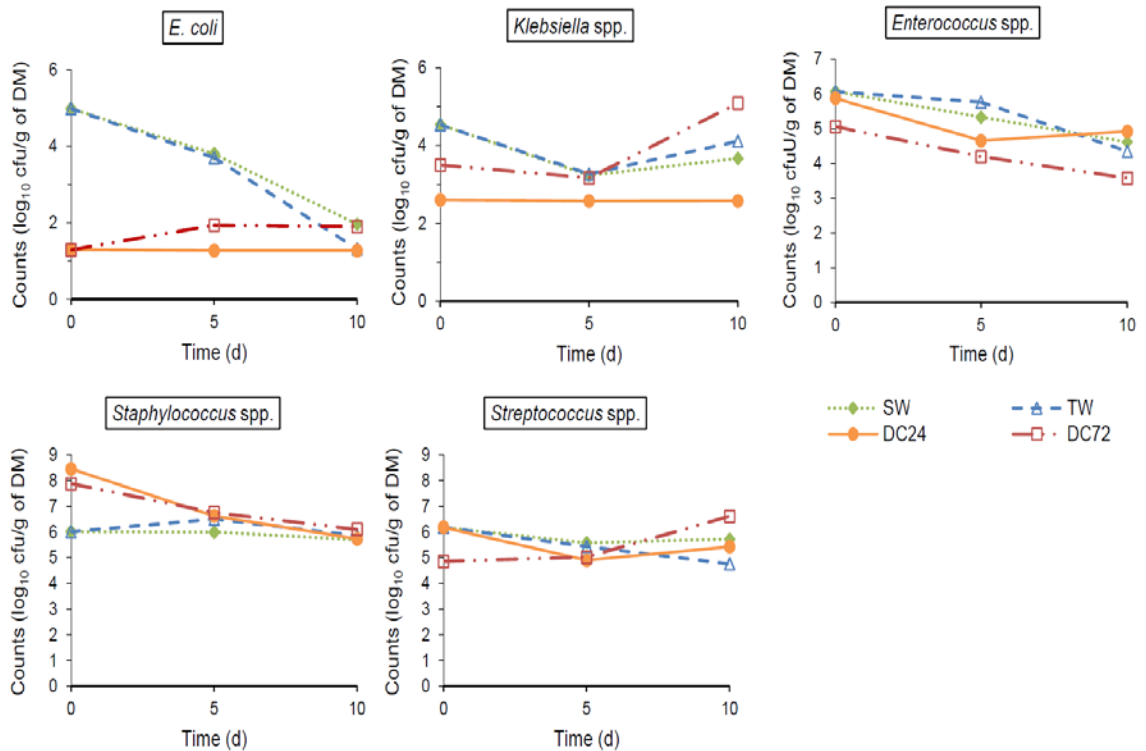 E. coli
Counts (log10 cfu/g of DM)
6
4
2
0
0 5 10
Time (d)
Klebsiella spp.
Counts (log10 cfu/g of DM)
6
4
2
0
0 5 10
Time (d)
Enterococcus spp.
Counts (log10 cfuU/g of DM)
7
6
5
4
3
2
1
0
0 5 10
Time (d)
Staphylococcus spp.
Counts (log10 cfu/g of DM)
9
8
7
6
5
4
3
2
1
0
0 5 10
Time (d)
Streptococcus spp.
Counts (log10 cfu/g of DM)
9
8
7
6
5
4
3
2
1
0
0 5 10
Time (d)
SW TW
DC24 DC72